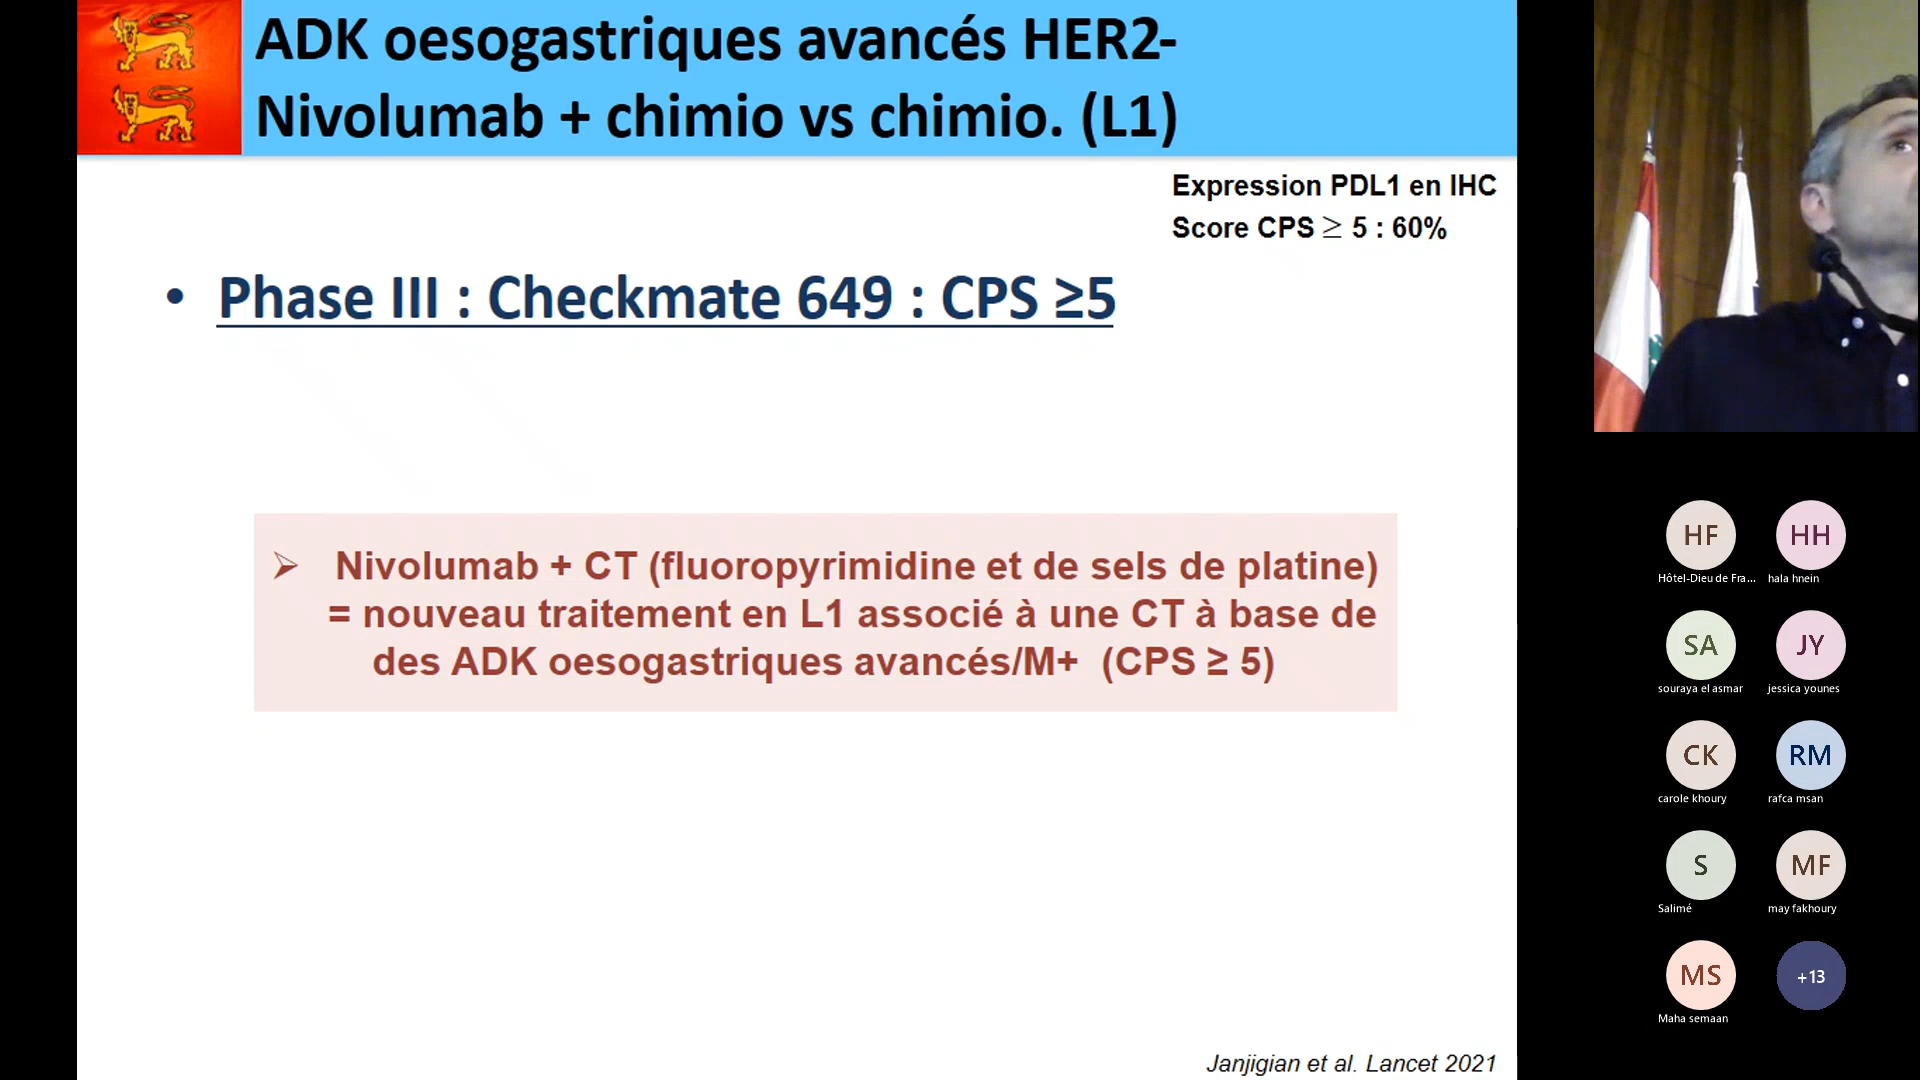 ADK oesogastriques avancés HER2-
Nivolumab + chimio vs chimio. (L1)
Expression PDL1 en IHC
Score CPS ≥ 5 : 60%
• Phase III : Checkmate 649 : CPS ≥5
➢ Nivolumab + CT (fluoropyrimidine et de sels de platine)
= nouveau traitement en L1 associé à une CT à base de
des ADK oesogastriques avancés/M+ (CPS ≥ 5)
Janjigian et al. Lancet 2021
HF
Hôtel-Dieu de Fra...
HH
hala hnein
SA
souraya el asmar
JY
jessica younes
CK
carole khoury
RM
rafca msan
S
Salimé
MF
may fakhoury
MS
Maha semaan
+13